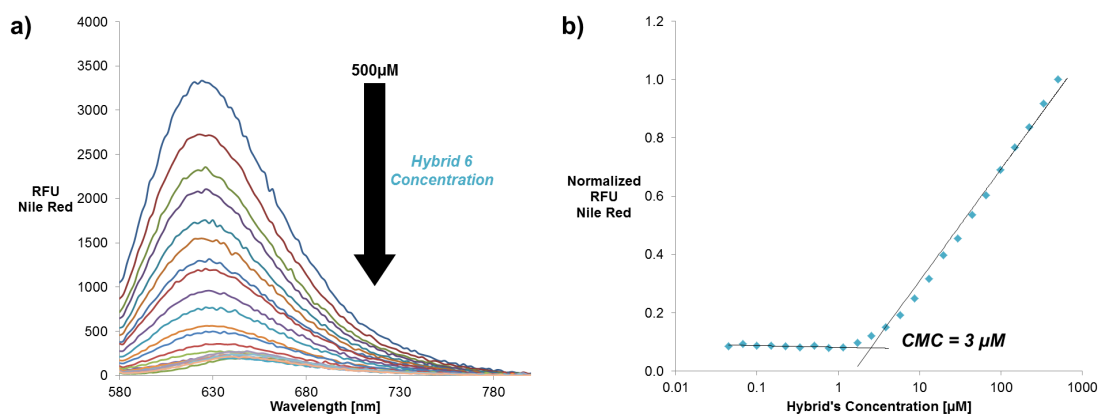 a)
4000
3500
3000
2500
2000
1500
1000
500
0
RFU
Nile Red
580
630
680
730
780
Wavelength [nm]
500µM
Hybrid 6
Concentration
b)
1.2
1.0
0.8
0.6
0.4
0.2
0.0
Normalized
RFU
Nile Red
0.01
0.1
1
10
100
1000
Hybrid's Concentration [µM]
CMC = 3 µM